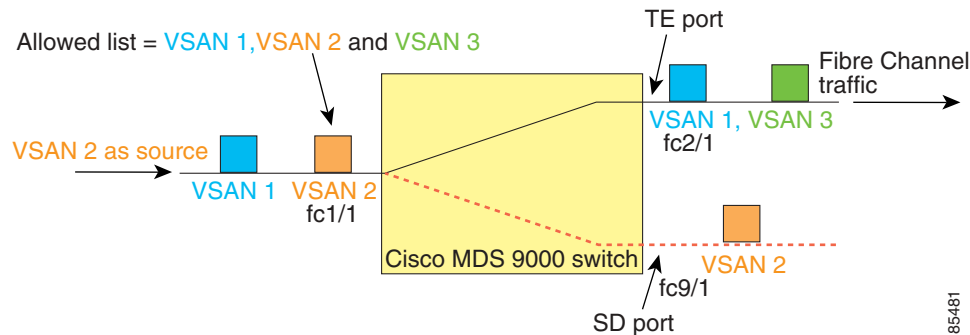 TE port
Allowed list = VSAN 1,VSAN 2 and VSAN 3
Fibre Channel
traffic
VSAN 1, VSAN 3
fc2/1
VSAN 2 as source
VSAN 1
VSAN 2
fc1/1
Cisco MDS 9000 switch
VSAN 2
fc9/1
SD port
85481